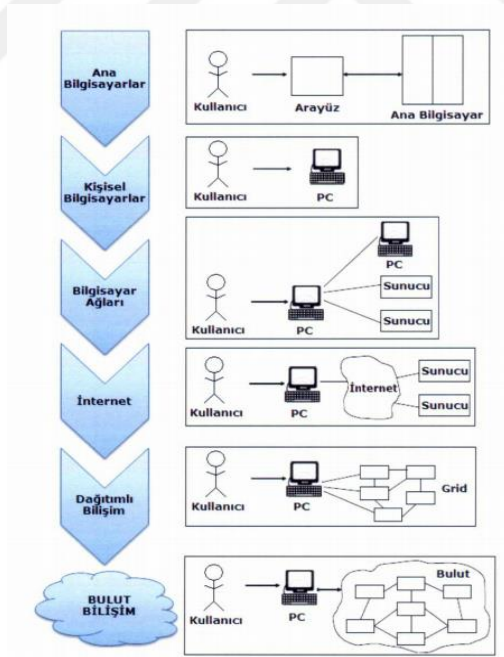 Ana
Bilgisayarlar
Kullanıcı
Arayüz
Ana Bilgisayar
Kişisel
Bilgisayarlar
Kullanıcı
PC
Bilgisayar
Ağları
PC
Sunucu
Sunucu
Kullanıcı
PC
İnternet
Sunucu
İnternet
Sunucu
Kullanıcı
PC
Dağıtımlı
Bilişim
Grid
Kullanıcı
PC
BULUT
BİLİŞİM
Bulut
Kullanıcı
PC